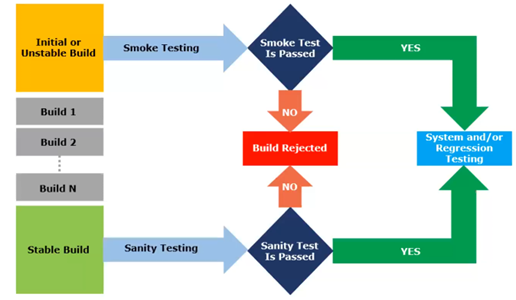 Initial or
Unstable Build
Smoke Testing
Smoke Test
Is Passed
YES
Build 1
NO
Build 2
Build Rejected
System and/or
Regression
Testing
Build N
NO
Stable Build
Sanity Testing
Sanity Test
Is Passed
YES